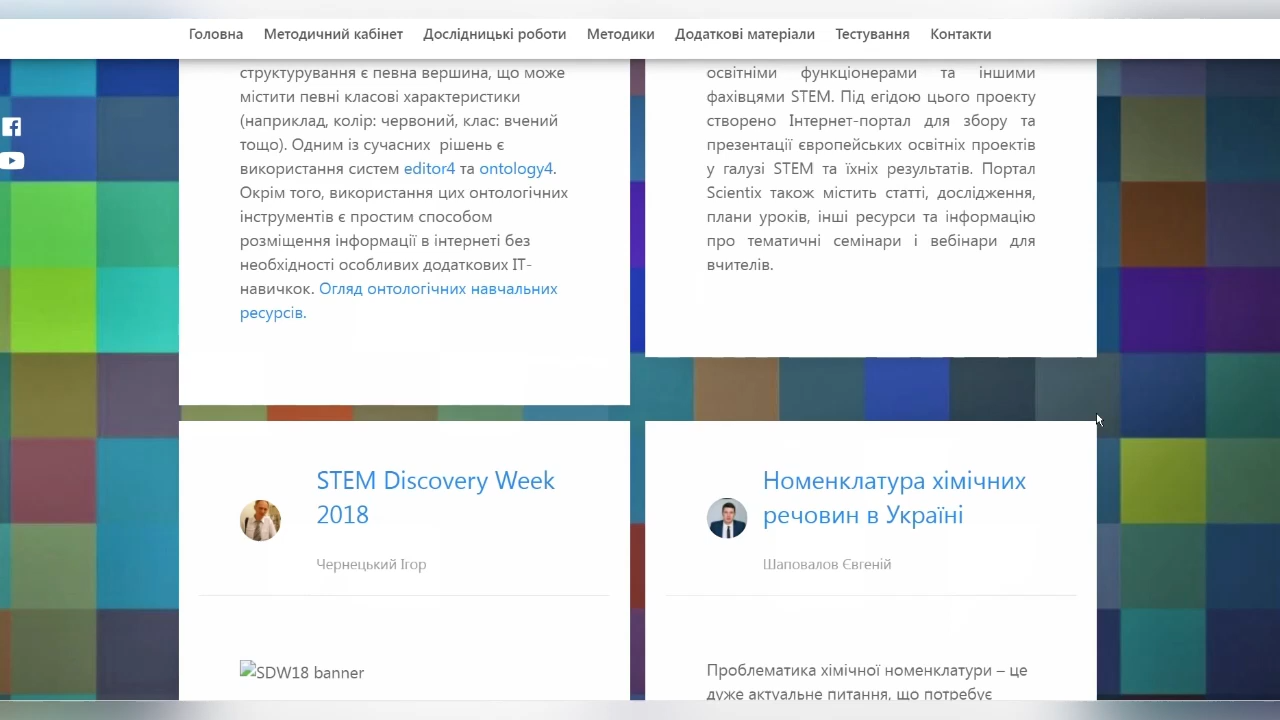 Головна Методичний кабінет Дослідницькі роботи Методики Додаткові матеріали Тестування Контакти
структурування є певна вершина, що може
містити певні класові характеристики
(наприклад, колір: червоний, клас: вчений
тощо). Одним із сучасних рішень є
використання систем editor4 та ontology4.
Окрім того, використання цих онтологічних
інструментів є простим способом
розміщення інформації в інтернеті без
необхідності особливих додаткових ІТ-
навичкок. Огляд онтологічних навчальних
ресурсів.
освітніми функціонерами та іншими
фахівцями STEM. Під егідою цього проекту
створено Інтернет-портал для збору та
презентації європейських освітніх проектів
у галузі STEM та їхніх результатів. Портал
Scientix також містить статті, дослідження,
плани уроків, інші ресурси та інформацію
про тематичні семінари і вебінари для
вчителів.
STEM Discovery Week
2018
Чернецький Ігор
SDW18 banner
Номенклатура хімічних
речовин в Україні
Шаповалов Євгеній
Проблематика хімічної номенклатури – це
дуже актуальне питання, що потребує